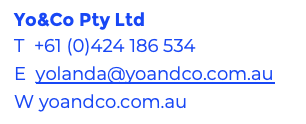 Yo&Co Pty Ltd
T +61 (0)424 186 534
E yolanda@yoandco.com.au
W yoandco.com.au